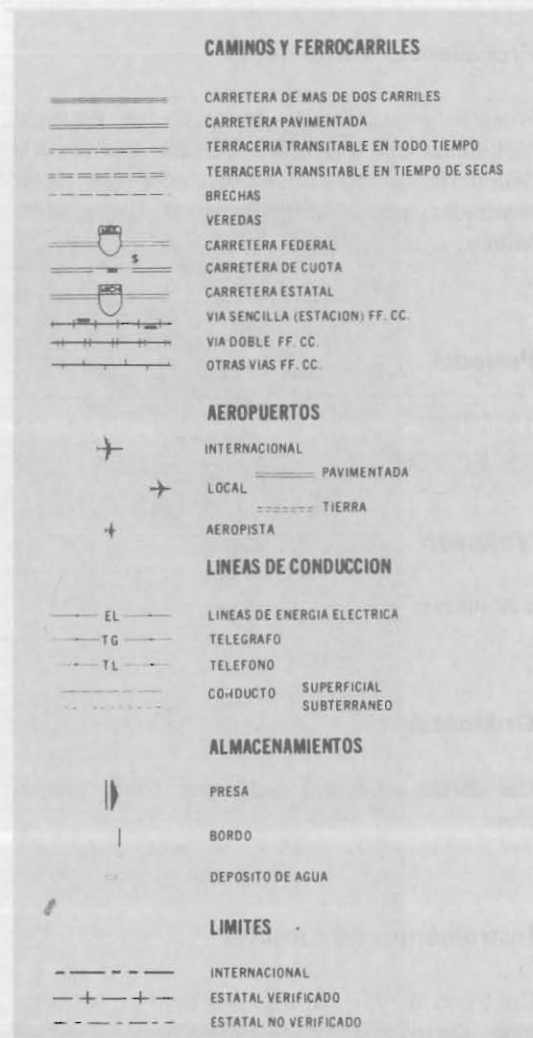 CAMINOS Y FERROCARRILES
CARRETERA DE MAS DE DOS CARRILES
CARRETERA PAVIMENTADA
TERRACERIA TRANSITABLE EN TODO TIEMPO
TERRACERIA TRANSITABLE EN TIEMPO DE SECAS
BRECHAS
VEREDAS
CARRETERA FEDERAL
$
CARRETERA DE CUOTA
CARRETERA ESTATAL
VIA SENCILLA (ESTACION) FF. CC.
VIA DOBLE FF. CC.
OTRAS VIAS FF. CC.
AEROPUERTOS
INTERNACIONAL
PAVIMENTADA
LOCAL
TIERRA
AEROPISTA
LINEAS DE CONDUCCION
EL LINEAS DE ENERGIA ELECTRICA
TG TELEGRAFO
TL TELEFONO
CONDUCTO SUPERFICIAL
SUBTERRANEO
ALMACENAMIENTOS
PRESA
BORDO
DEPOSITO DE AGUA
LIMITES
INTERNACIONAL
ESTATAL VERIFICADO
ESTATAL NO VERIFICADO